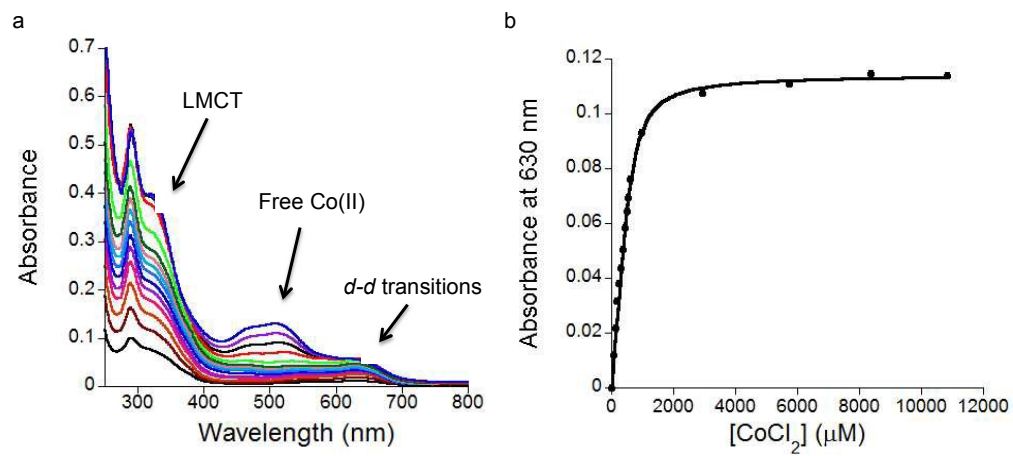 a
Absorbance
0.7
0.6
0.5
0.4
0.3
0.2
0.1
0
LMCT
Free Co(II)
d-d transitions
300 400 500 600 700 800
Wavelength (nm)
b
Absorbance at 630 nm
0.12
0.1
0.08
0.06
0.04
0.02
0
0 2000 4000 6000 8000 10000 12000
[CoCl₂] (μM)